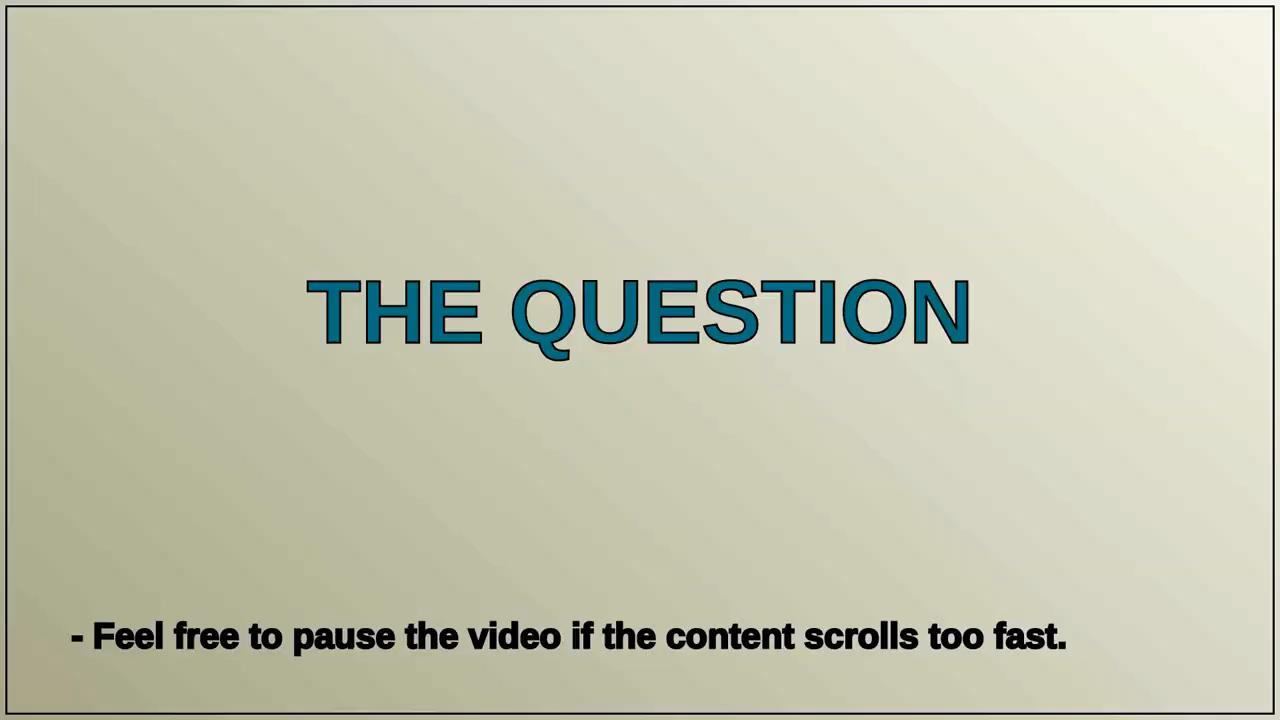 THE QUESTION
- Feel free to pause the video if the content scrolls too fast.